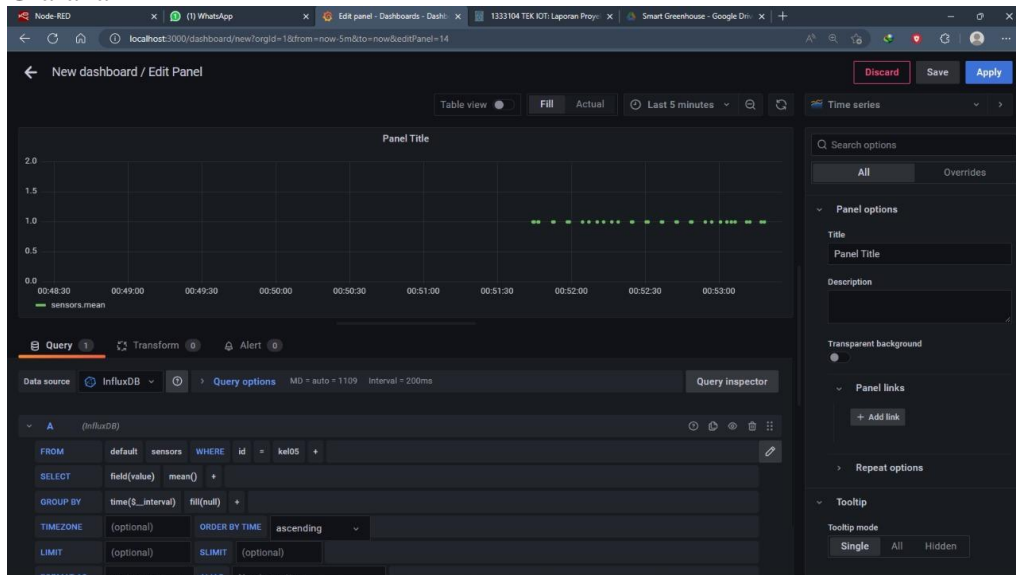 Node-RED
(1) WhatsApp
Edit panel - Dashboards - Dashb
1333104 TEK IOT: Laporan Proye
Smart Greenhouse - Google Driv
localhost:3000/dashboard/new?orgId=1&from=now-5m&to=now&editPanel=14
New dashboard / Edit Panel
Discard Save Apply
Table view Fill Actual Last 5 minutes
Time series
Panel Title
2.0
1.5
1.0
0.5
0.0
00:48:30 00:49:00 00:49:30 00:50:00 00:50:30 00:51:00 00:51:30 00:52:00 00:52:30 00:53:00
sensors.mean
Query 1 Transform 0 Alert 0
Data source InfluxDB Query options MD = auto = 1109 Interval = 200ms Query inspector
A (InfluxDB)
FROM default sensors WHERE id = kel05 +
SELECT field(value) mean() +
GROUP BY time($__interval) fill(null) +
TIMEZONE (optional) ORDER BY TIME ascending
LIMIT (optional) SLIMIT (optional)
Search options
All Overrides
Panel options
Title
Panel Title
Description
Transparent background
Panel links
+ Add link
Repeat options
Tooltip
Tooltip mode
Single All Hidden